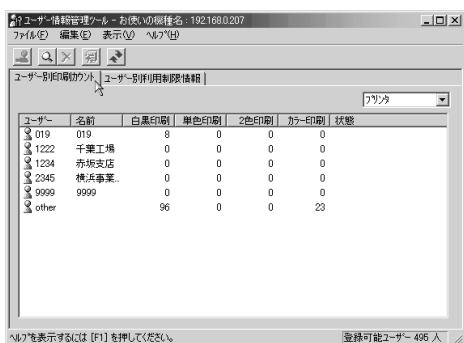 ユーザー情報管理ツール - お使いの機種名 : 192.168.0.207
ファイル(F) 編集(E) 表示(V) ヘルプ(H)
ユーザー別印刷カウント ユーザー別利用制限情報
プリンタ
ユーザー 名前 白黒印刷 単色印刷 2色印刷 カラー印刷 状態
019 019 8 0 0 0
1222 千葉工場 0 0 0 0
1234 赤坂支店 0 0 0 0
2345 横浜事業... 0 0 0 0
9999 9999 0 0 0 0
other 96 0 0 23
ヘルプを表示するには [F1] を押してください。 登録可能ユーザー 495 人